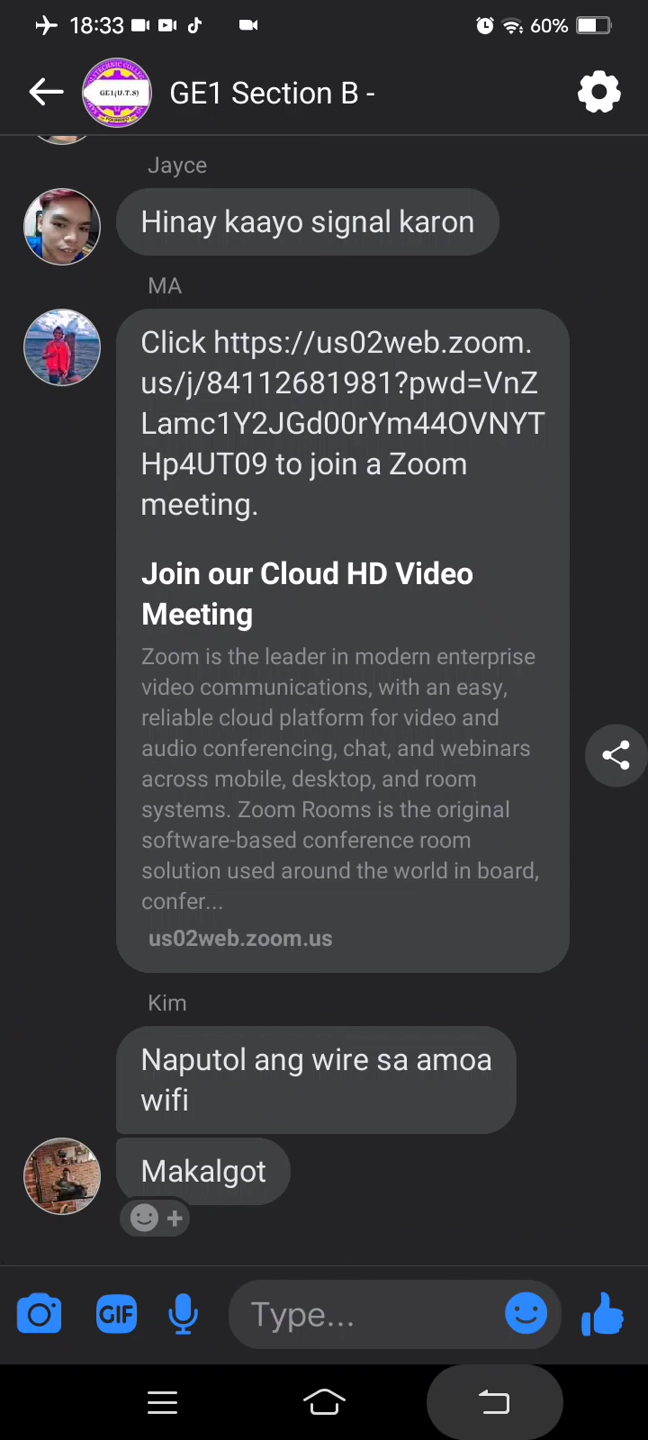 18:33
60%
GE1(U.T.S)
GE1 Section B -
Jayce
Hinay kaayo signal karon
MA
Click https://us02web.zoom.
us/j/84112681981?pwd=VnZ
Lamc1Y2JGd00rYm44OVNYT
Hp4UT09 to join a Zoom
meeting.
Join our Cloud HD Video
Meeting
Zoom is the leader in modern enterprise
video communications, with an easy,
reliable cloud platform for video and
audio conferencing, chat, and webinars
across mobile, desktop, and room
systems. Zoom Rooms is the original
software-based conference room
solution used around the world in board,
confer...
us02web.zoom.us
Kim
Naputol ang wire sa amoa
wifi
Makalgot
GIF
Type...